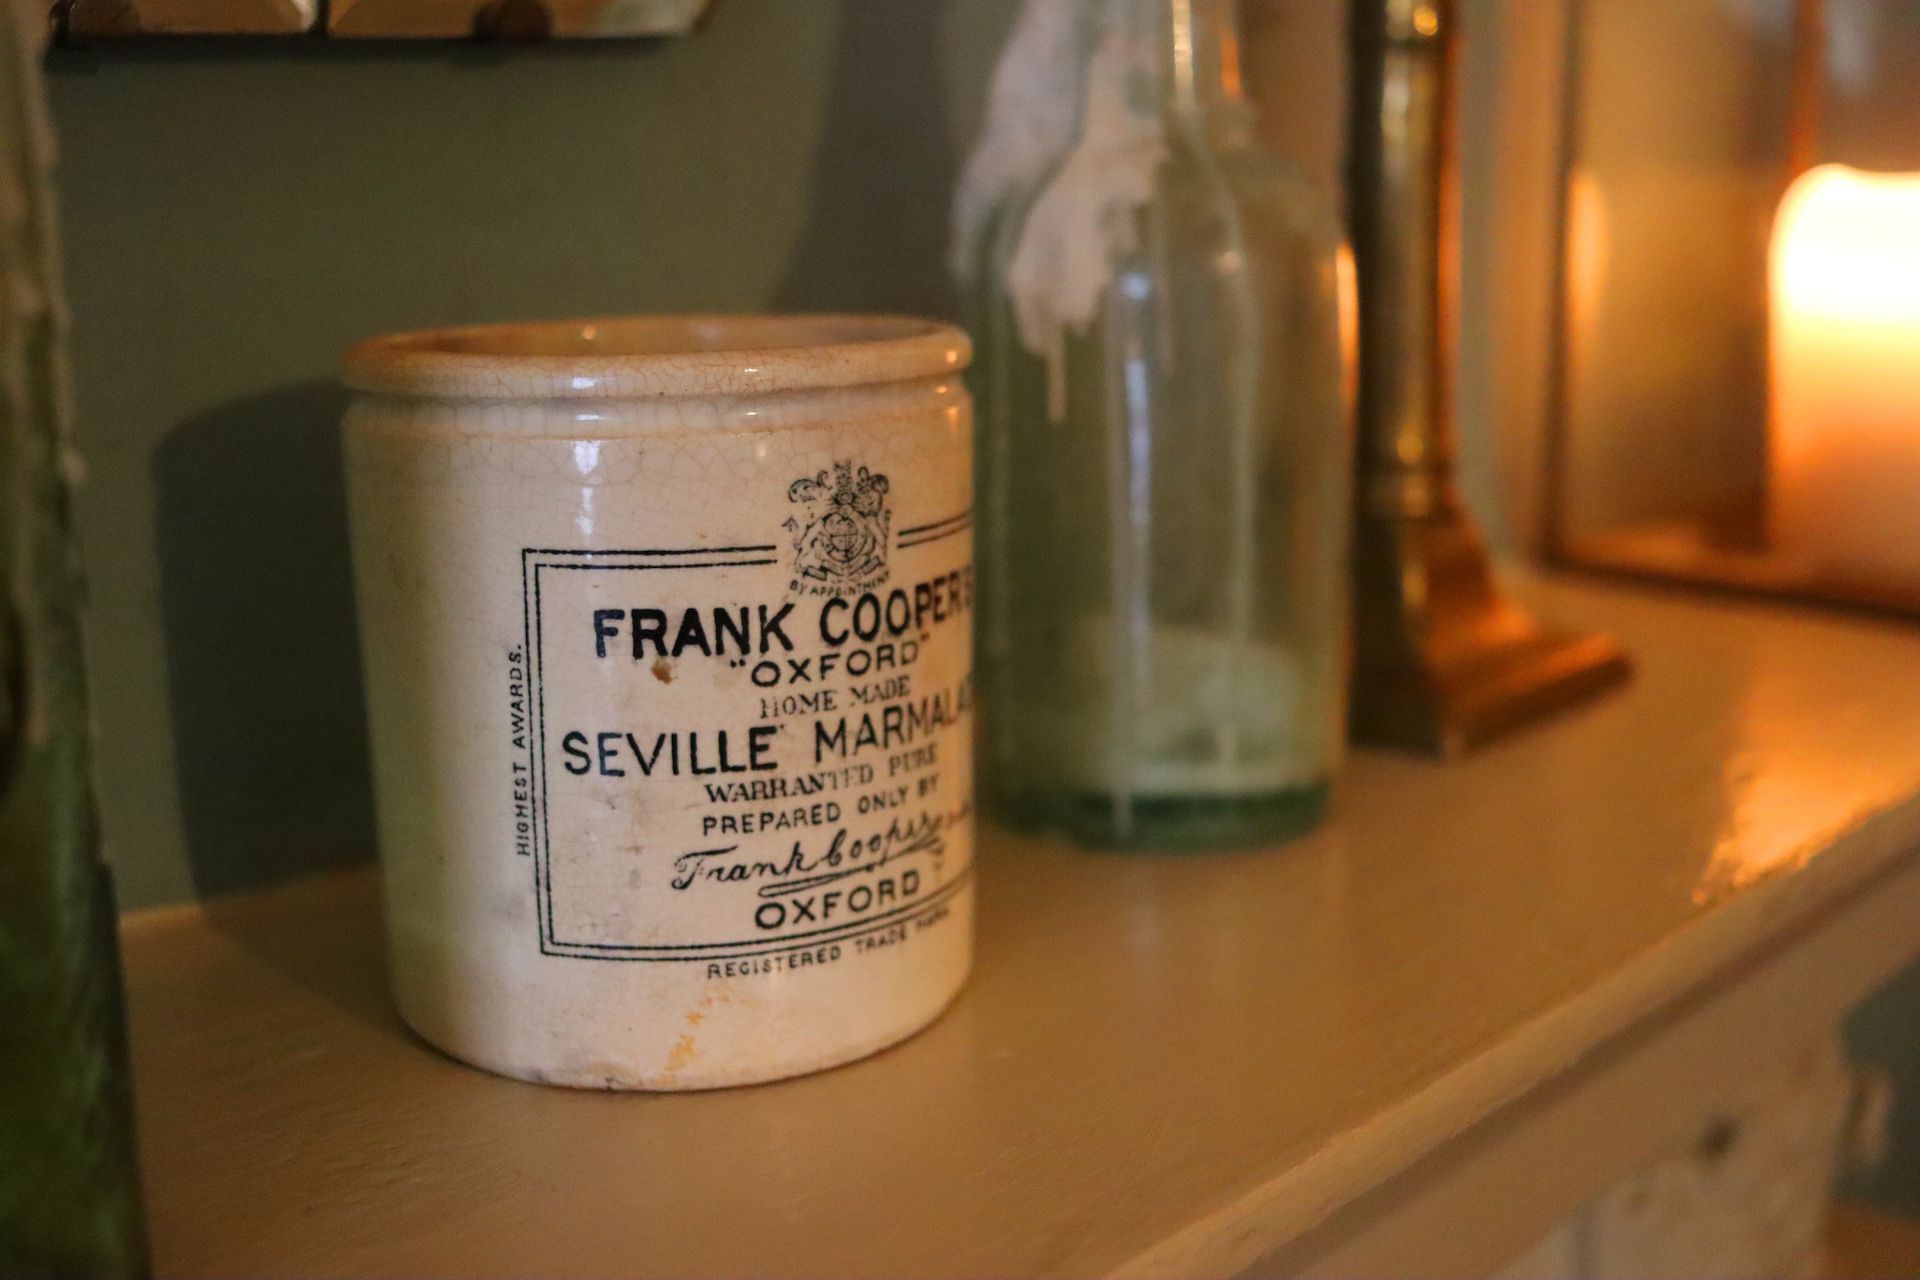 BY APPOINTMENT
FRANK COOPER'S
"OXFORD"
HOME MADE
SEVILLE MARMALA
WARRANTED PURE
PREPARED ONLY BY
Frank Cooper
OXFORD
REGISTERED TRADE MARK
HIGHEST AWARDS.